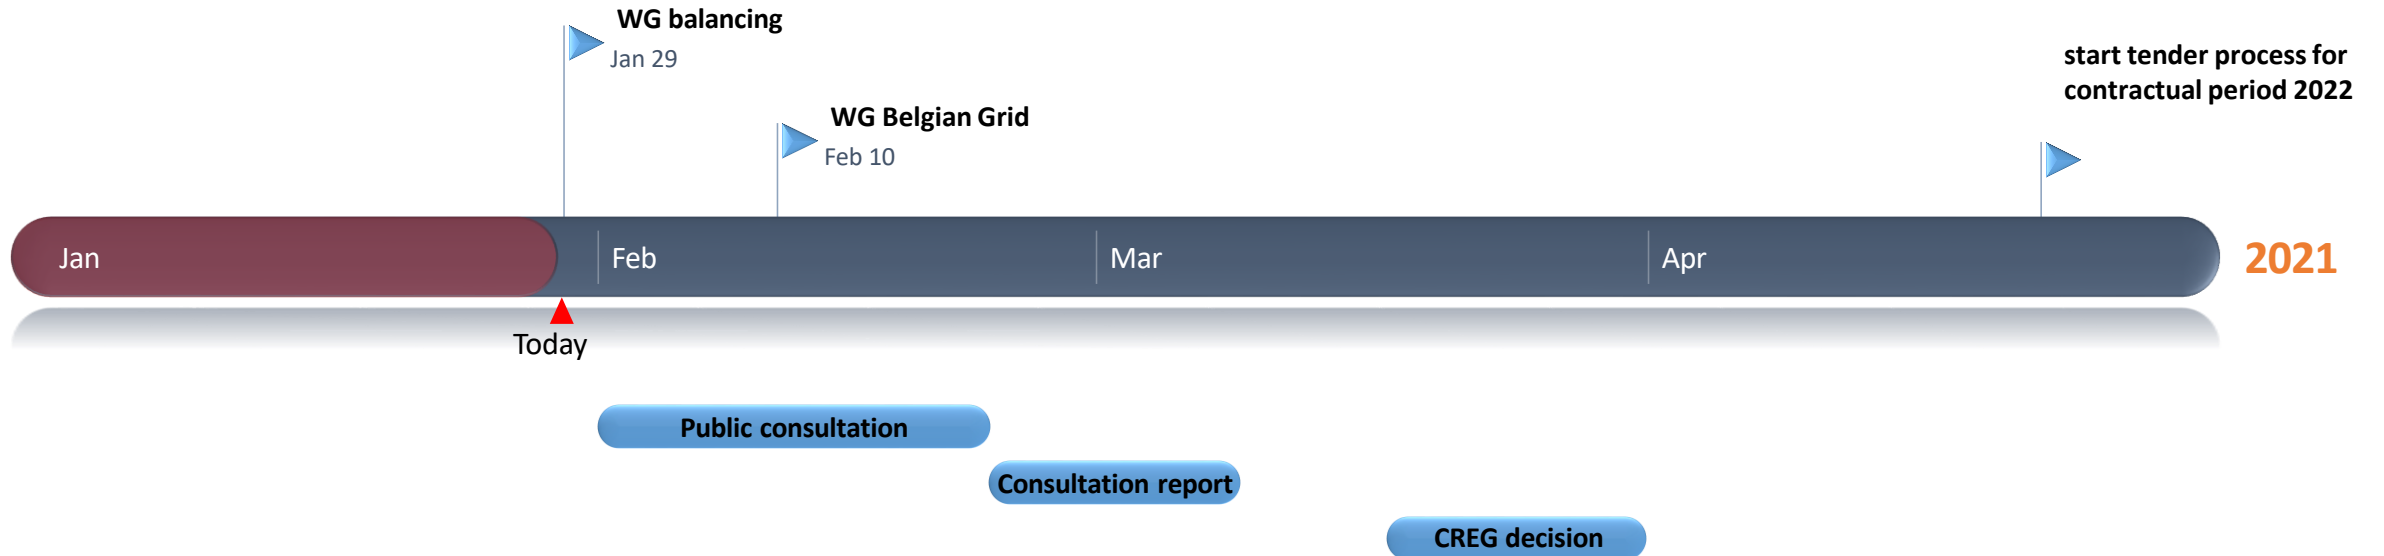 WG balancing
Jan 29
start tender process for
contractual period 2022
WG Belgian Grid
Feb 10
Jan
Feb
Mar
Apr
2021
Today
Public consultation
Consultation report
CREG decision